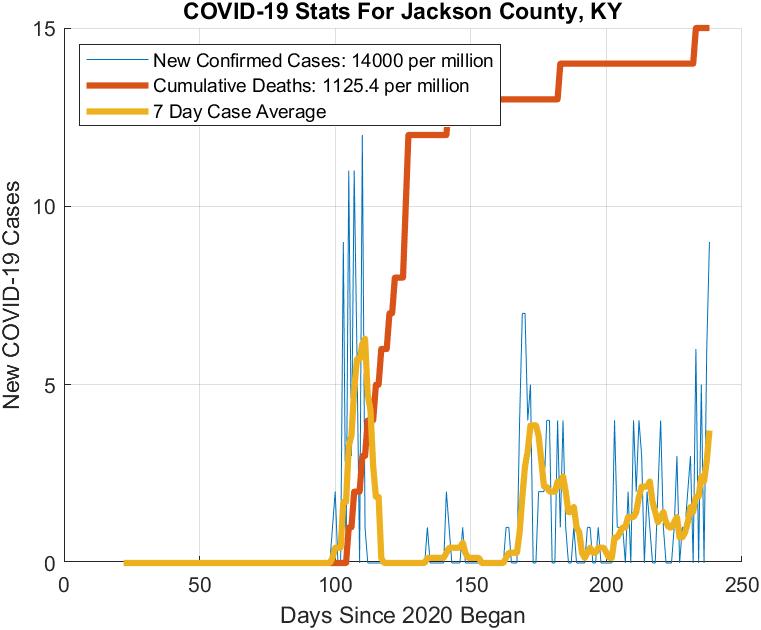 COVID-19 Stats For Jackson County, KY
New Confirmed Cases: 14000 per million
Cumulative Deaths: 1125.4 per million
7 Day Case Average
New COVID-19 Cases
15
10
5
0
0 50 100 150 200 250
Days Since 2020 Began